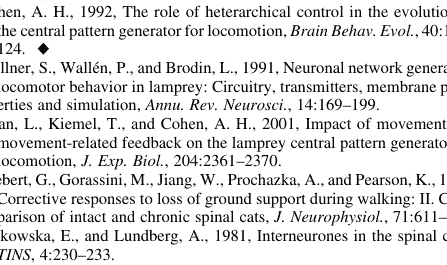 hen, A. H., 1992, The role of heterarchical control in the evolutio
the central pattern generator for locomotion, Brain Behav. Evol., 40:1
124. ◆
llner, S., Wallén, P., and Brodin, L., 1991, Neuronal network genera
locomotor behavior in lamprey: Circuitry, transmitters, membrane p
erties and simulation, Annu. Rev. Neurosci., 14:169–199.
an, L., Kiemel, T., and Cohen, A. H., 2001, Impact of movement
movement-related feedback on the lamprey central pattern generato
locomotion, J. Exp. Biol., 204:2361–2370.
ebert, G., Gorassini, M., Jiang, W., Prochazka, A., and Pearson, K., 1
Corrective responses to loss of ground support during walking: II. C
parison of intact and chronic spinal cats, J. Neurophysiol., 71:611–
kowska, E., and Lundberg, A., 1981, Interneurones in the spinal c
TINS, 4:230–233.